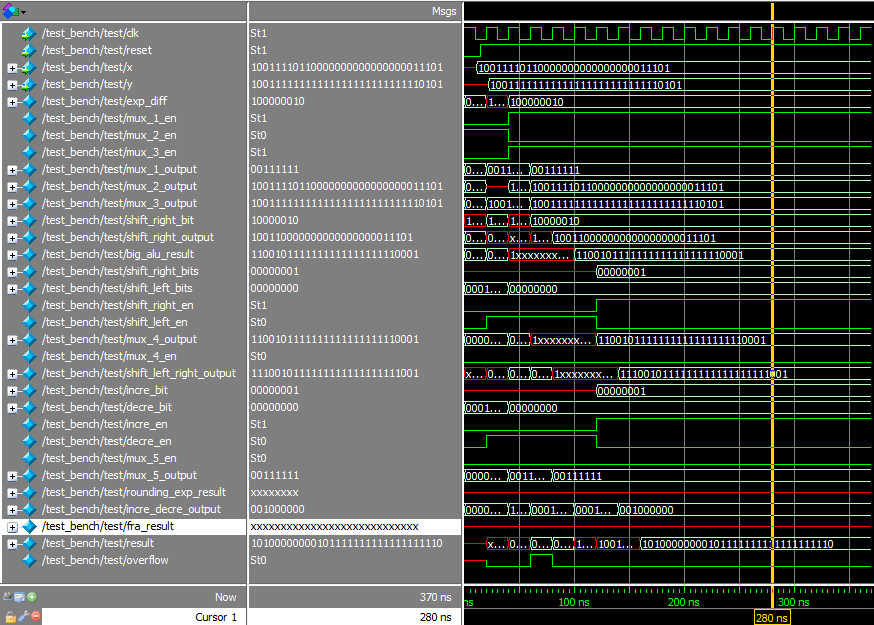 Msgs
/test_bench/test/clk St1
/test_bench/test/reset St1
/test_bench/test/x 10011110110000000000000000011101 10011110110000000000000000011101
/test_bench/test/y 10011111111111111111111111110101 10011111111111111111111111110101
/test_bench/test/exp_diff 100000010 0... 1... 100000010
/test_bench/test/mux_1_en St1
/test_bench/test/mux_2_en St0
/test_bench/test/mux_3_en St1
/test_bench/test/mux_1_output 00111111 0... 0011... 00111111
/test_bench/test/mux_2_output 10011110110000000000000000011101 0... 1... 10011110110000000000000000011101
/test_bench/test/mux_3_output 10011111111111111111111111110101 0... 1001... 10011111111111111111111111110101
/test_bench/test/shift_right_bit 10000010 1... 1... 1... 10000010
/test_bench/test/shift_right_output 100110000000000000000011101 0... 0... x... 1... 100110000000000000000011101
/test_bench/test/big_alu_result 1100101111111111111111110001 0... 0... 1xxxxxxx... 1100101111111111111111110001
/test_bench/test/shift_right_bits 00000001 00000001
/test_bench/test/shift_left_bits 00000000 0001... 00000000
/test_bench/test/shift_right_en St1
/test_bench/test/shift_left_en St0
/test_bench/test/mux_4_output 1100101111111111111111110001 0000... 0... 1xxxxxxx... 1100101111111111111111110001
/test_bench/test/mux_4_en St0
/test_bench/test/shift_left_right_output 1110010111111111111111111001 x... 0... 0... 0... 1xxxxxxx... 1110010111111111111111111001
/test_bench/test/incre_bit 00000001 00000001
/test_bench/test/decre_bit 00000000 0001... 00000000
/test_bench/test/incre_en St1
/test_bench/test/decre_en St0
/test_bench/test/mux_5_en St0
/test_bench/test/mux_5_output 00111111 0000... 0011... 00111111
/test_bench/test/rounding_exp_result xxxxxxxx
/test_bench/test/incre_decre_output 001000000 0000... 1... 0001... 0001... 001000000
/test_bench/test/fra_result xxxxxxxxxxxxxxxxxxxxxxxxxxxx
/test_bench/test/result 10100000000101111111111111111110 x... 0... 0... 0... 1... 1001... 10100000000101111111111111111110
/test_bench/test/overflow St0
Now 370 ns ns 100 ns 200 ns 300 ns
Cursor 1 280 ns 280 ns